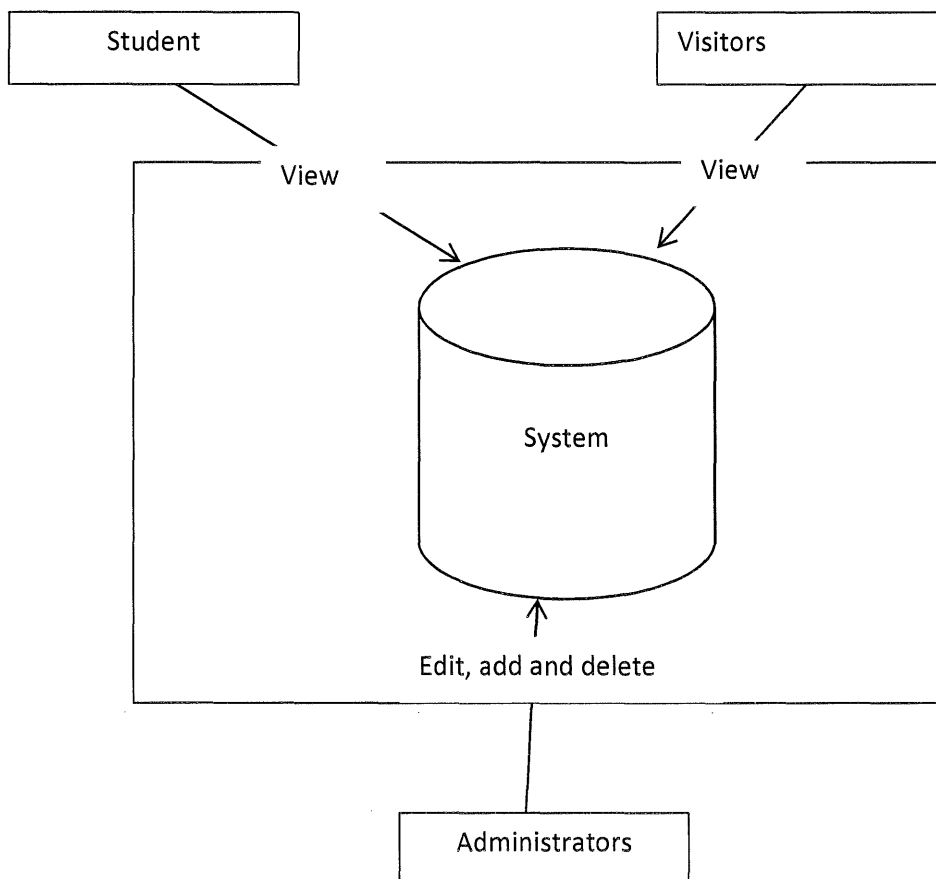 Student
Visitors
View
View
System
Edit, add and delete
Administrators